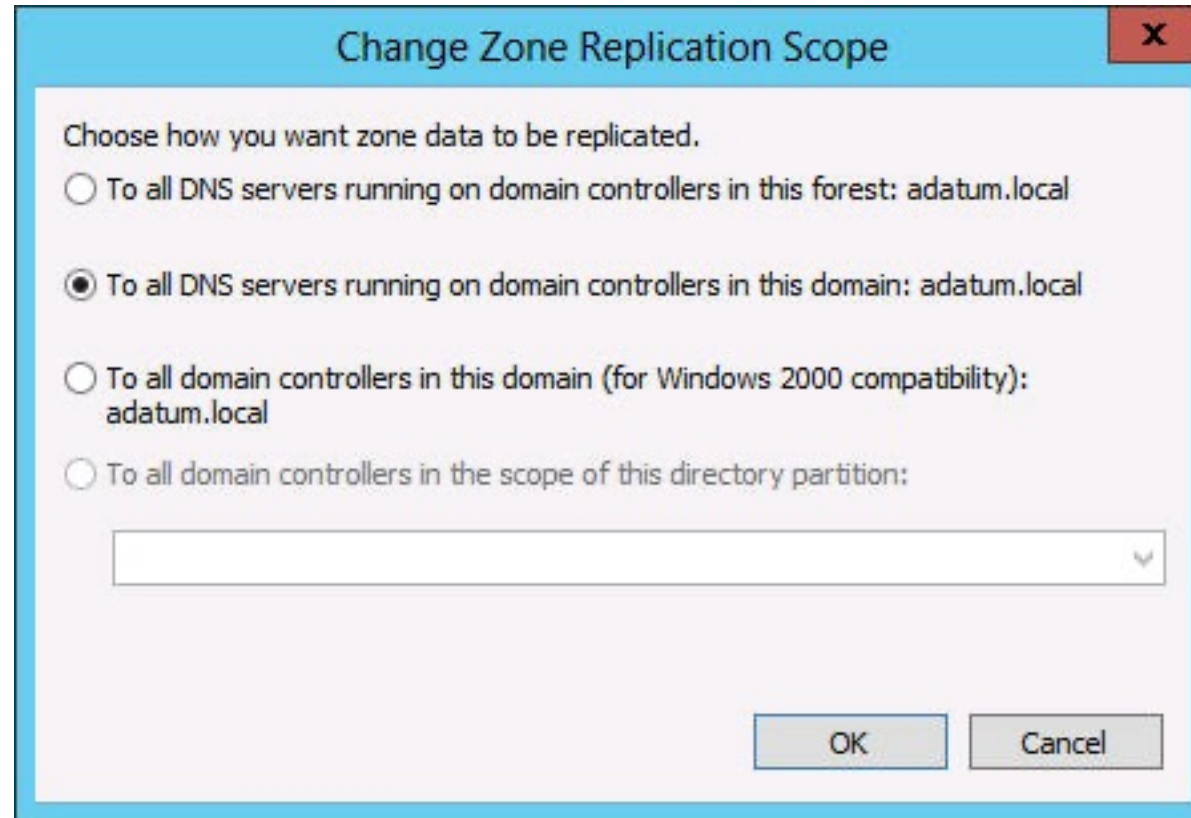 Change Zone Replication Scope
x
Choose how you want zone data to be replicated.
To all DNS servers running on domain controllers in this forest: adatum.local
To all DNS servers running on domain controllers in this domain: adatum.local
To all domain controllers in this domain (for Windows 2000 compatibility):
adatum.local
To all domain controllers in the scope of this directory partition:
OK Cancel